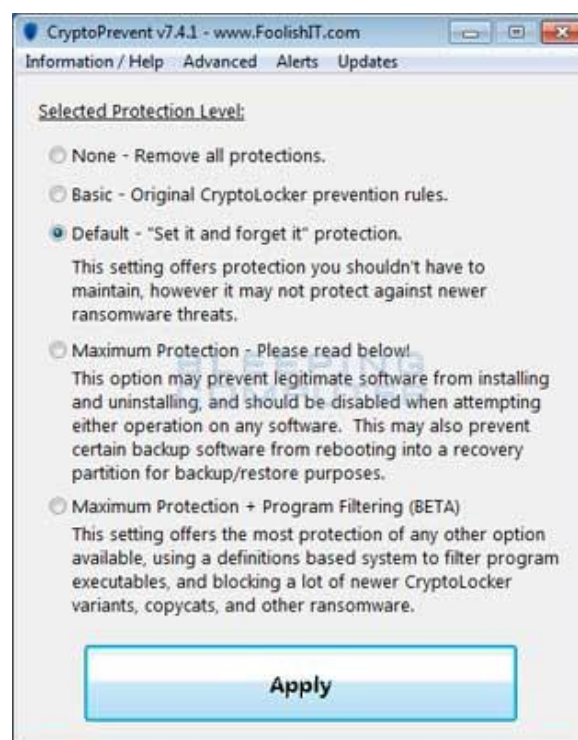 CryptoPrevent v7.4.1 - www.FoolishIT.com
Information / Help Advanced Alerts Updates
Selected Protection Level:
None - Remove all protections.
Basic - Original CryptoLocker prevention rules.
Default - "Set it and forget it" protection.
This setting offers protection you shouldn't have to
maintain, however it may not protect against newer
ransomware threats.
Maximum Protection - Please read below!
BLEEPING
COMPUTER
This option may prevent legitimate software from installing
and uninstalling, and should be disabled when attempting
either operation on any software. This may also prevent
certain backup software from rebooting into a recovery
partition for backup/restore purposes.
Maximum Protection + Program Filtering (BETA)
This setting offers the most protection of any other option
available, using a definitions based system to filter program
executables, and blocking a lot of newer CryptoLocker
variants, copycats, and other ransomware.
Apply